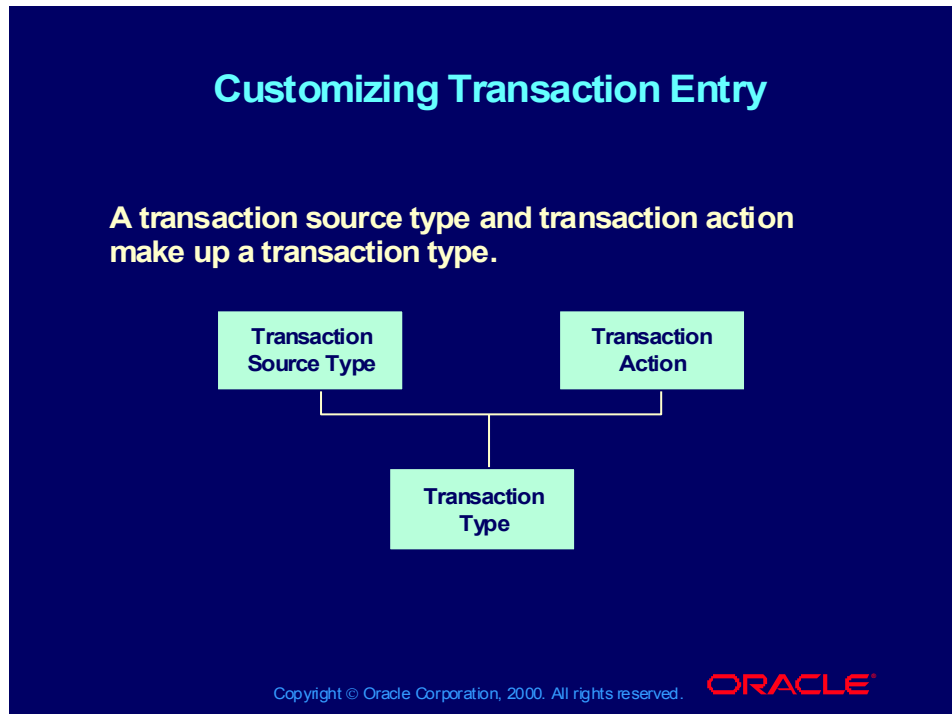 Customizing Transaction Entry
A transaction source type and transaction action
make up a transaction type.
Transaction
Source Type
Transaction
Action
Transaction
Type
Copyright © Oracle Corporation, 2000. All rights reserved.
ORACLE®